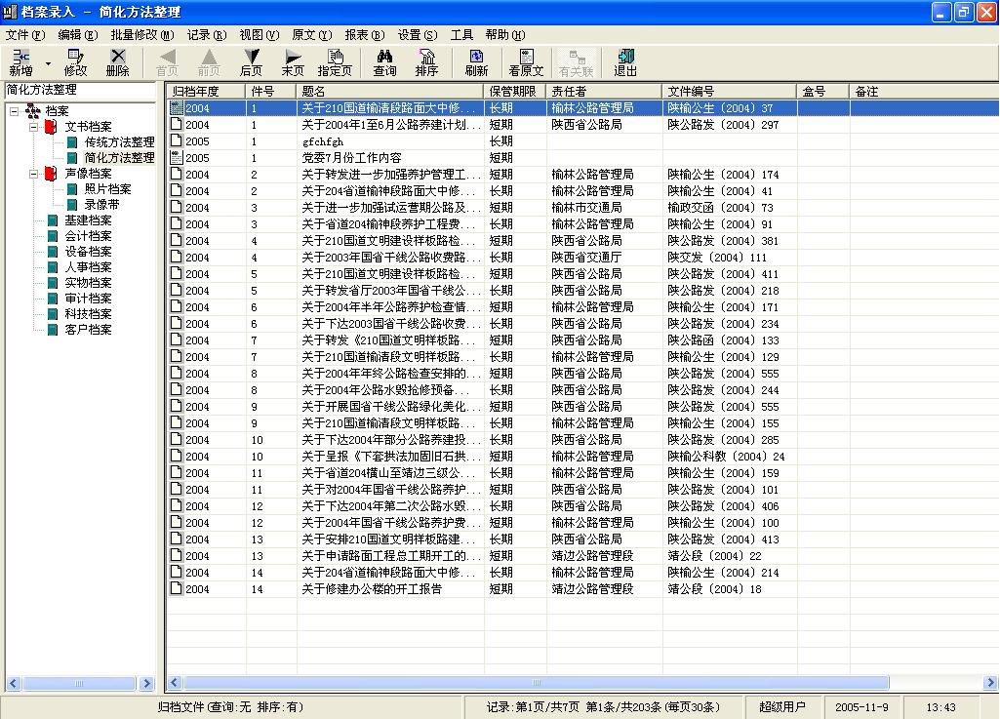 档案录入 － 简化方法整理
文件(F) 编辑(E) 批量修改(M) 记录(R) 视图(V) 原文(Y) 报表(B) 设置(S) 工具 帮助(H)
新增 修改 删除 首页 前页 后页 末页 指定页 查询 排序 刷新 看原文 有关联 退出
简化方法整理
档案
文书档案
传统方法整理
简化方法整理
声像档案
照片档案
录像带
基建档案
会计档案
设备档案
人事档案
实物档案
审计档案
科技档案
客户档案
归档年度 件号 题名 保管期限 责任者 文件编号 盒号 备注
2004 1 关于210国道榆渚段路面大中修... 长期 榆林公路管理局 陕榆公生〔2004〕37
2004 1 关于2004年1至6月公路养建计划... 短期 陕西省公路局 陕公路发〔2004〕297
2005 1 gfchfgh 长期
2005 1 党委7月份工作内容 短期
2004 2 关于转发进一步加强养护管理工... 短期 榆林公路管理局 陕榆公生〔2004〕174
2004 2 关于204省道榆神段路面大中修... 长期 榆林公路管理局 陕榆公生〔2004〕41
2004 3 关于进一步加强试运营期公路及... 短期 榆林市交通局 榆政交函〔2004〕73
2004 3 关于省道204榆神段养护工程费... 长期 榆林公路管理局 陕榆公生〔2004〕91
2004 4 关于210国道文明建设样板路检... 短期 陕西省公路局 陕公路发〔2004〕381
2004 4 关于2003年国省干线公路收费路... 长期 陕西省交通厅 陕交发〔2004〕111
2004 5 关于210国道文明建设样板路检... 短期 陕西省公路局 陕公路发〔2004〕411
2004 5 关于转发省厅2003年国省干线公... 长期 陕西省公路局 陕公路发〔2004〕218
2004 6 关于2004年半年公路养护检查情... 短期 榆林公路管理局 陕榆公生〔2004〕171
2004 6 关于下达2003国省干线公路收费... 长期 陕西省公路局 陕公路发〔2004〕234
2004 7 关于转发《210国道文明样板路... 短期 陕西省公路局 陕公路函〔2004〕133
2004 7 关于210国道榆渚段文明样板路... 长期 榆林公路管理局 陕榆公生〔2004〕129
2004 8 关于2004年年终公路检查安排的... 短期 陕西省公路局 陕公路发〔2004〕555
2004 8 关于2004年公路水毁抢修预备... 长期 陕西省公路局 陕公路发〔2004〕244
2004 9 关于开展国省干线公路绿化美化... 短期 陕西省公路局 陕公路发〔2004〕555
2004 9 关于210国道榆渚段文明样板路... 长期 榆林公路管理局 陕榆公生〔2004〕155
2004 10 关于下达2004年部分公路养建投... 长期 陕西省公路局 陕公路发〔2004〕285
2004 10 关于呈报《下套拱法加固旧石拱... 短期 榆林公路管理局 陕榆公科教〔2004〕24
2004 11 关于省道204横山至靖边三级公... 长期 榆林公路管理局 陕榆公生〔2004〕159
2004 11 关于对2004年国省干线公路养护... 短期 陕西省公路局 陕公路发〔2004〕101
2004 12 关于下达2004年第二次公路水毁... 长期 陕西省公路局 陕公路发〔2004〕406
2004 12 关于2004年国省干线公路养护费... 短期 榆林公路管理局 陕榆公生〔2004〕100
2004 13 关于安排210国道文明样板路建... 长期 陕西省公路局 陕公路发〔2004〕413
2004 13 关于申请路面工程总工期开工的... 短期 靖边公路管理段 靖公段〔2004〕22
2004 14 关于204省道榆神段路面大中修... 长期 榆林公路管理局 陕榆公生〔2004〕214
2004 14 关于修建办公楼的开工报告 短期 靖边公路管理段 靖公段〔2004〕18
归档文件(查询:无 排序:有) 记录:第1页/共7页 第1条/共203条(每页30条) 超级用户 2005-11-9 13:43